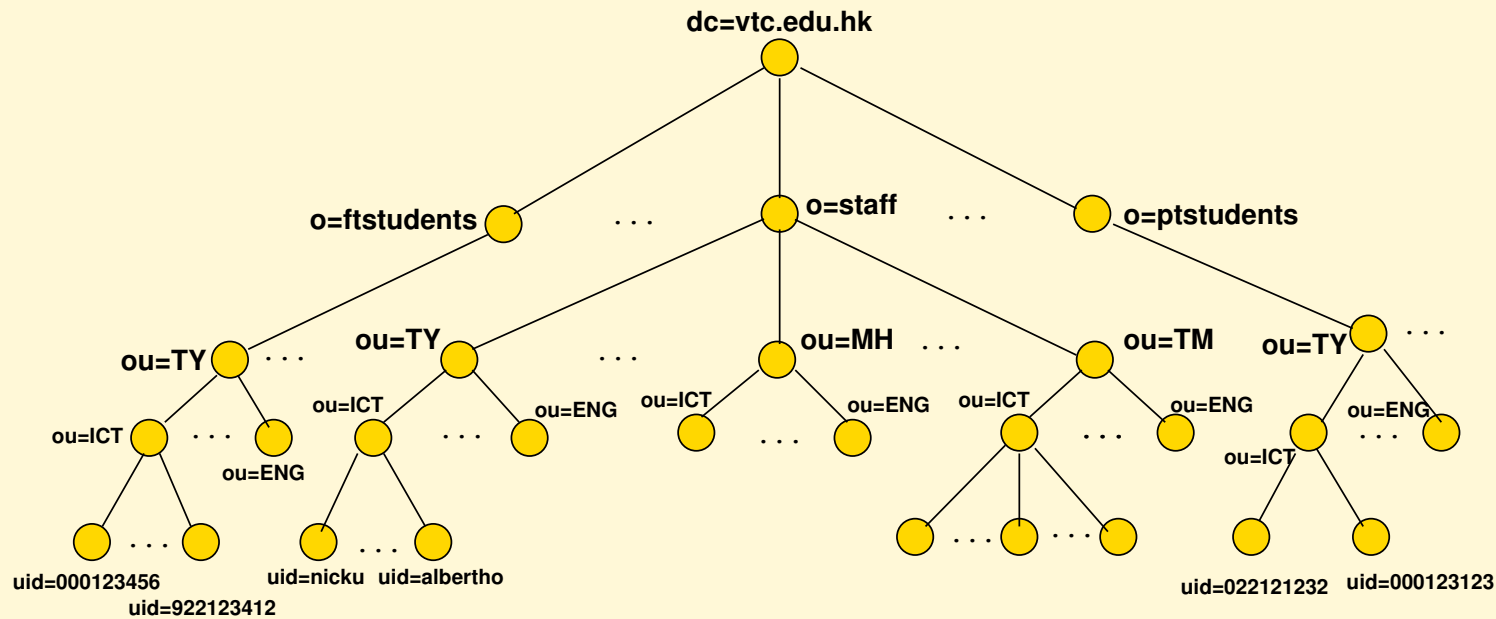 dc=vtc.edu.hk
o=ftstudents
. . .
o=staff
. . .
o=ptstudents
ou=TY
. . .
ou=TY
. . .
ou=MH
. . .
ou=TM
ou=TY
. . .
ou=ICT
. . .
ou=ENG
ou=ICT
. . .
ou=ENG
ou=ICT
. . .
ou=ENG
ou=ICT
. . .
ou=ENG
ou=ICT
. . .
ou=ENG
. . .
uid=000123456
uid=922123412
. . .
uid=nicku
uid=albertho
. . .
. . .
uid=022121232
uid=000123123